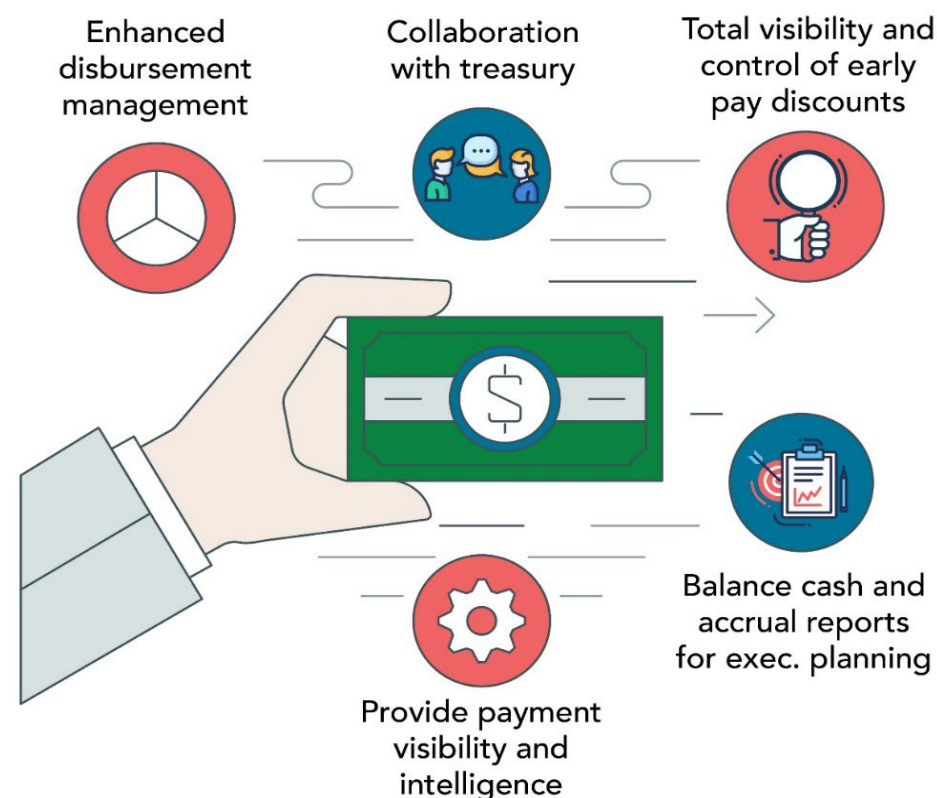 Enhanced
disbursement
management
Collaboration
with treasury
Total visibility and
control of early
pay discounts
$
Balance cash and
accrual reports
for exec. planning
Provide payment
visibility and
intelligence